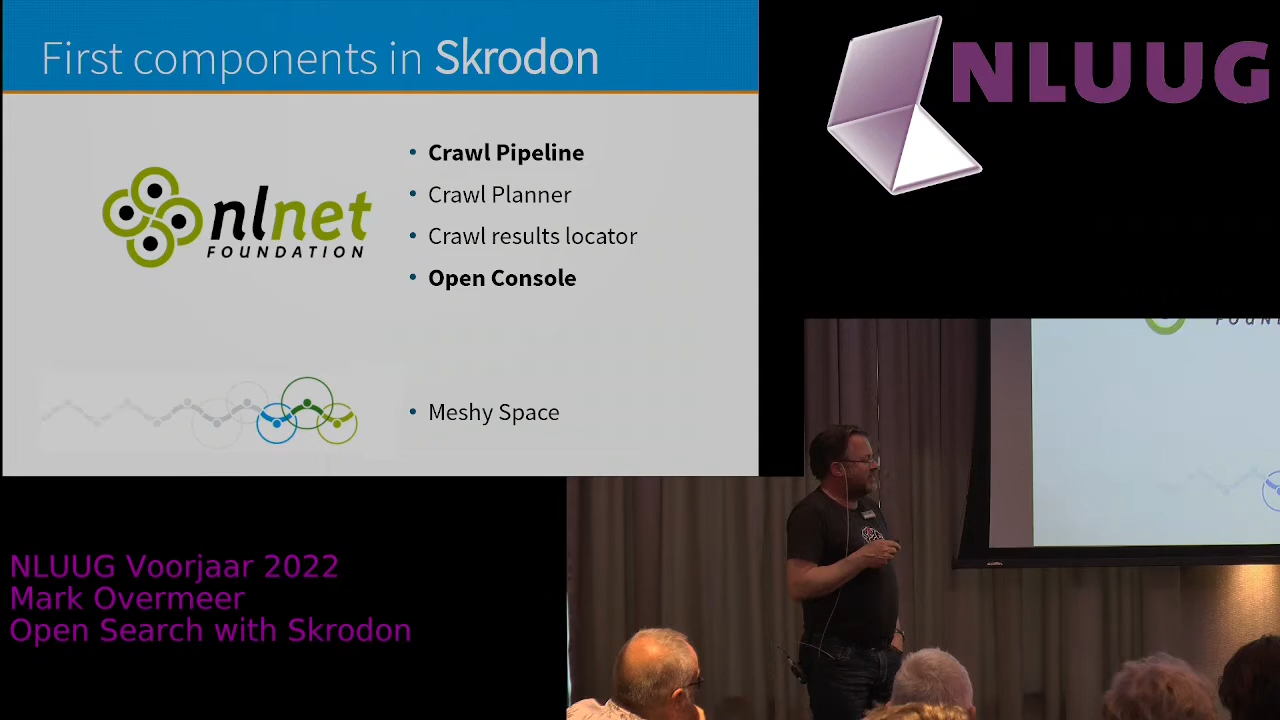 First components in Skrodon
NLUUG
nlnet
FOUNDATION
• Crawl Pipeline
• Crawl Planner
• Crawl results locator
• Open Console
• Meshy Space
NLUUG Voorjaar 2022
Mark Overmeer
Open Search with Skrodon